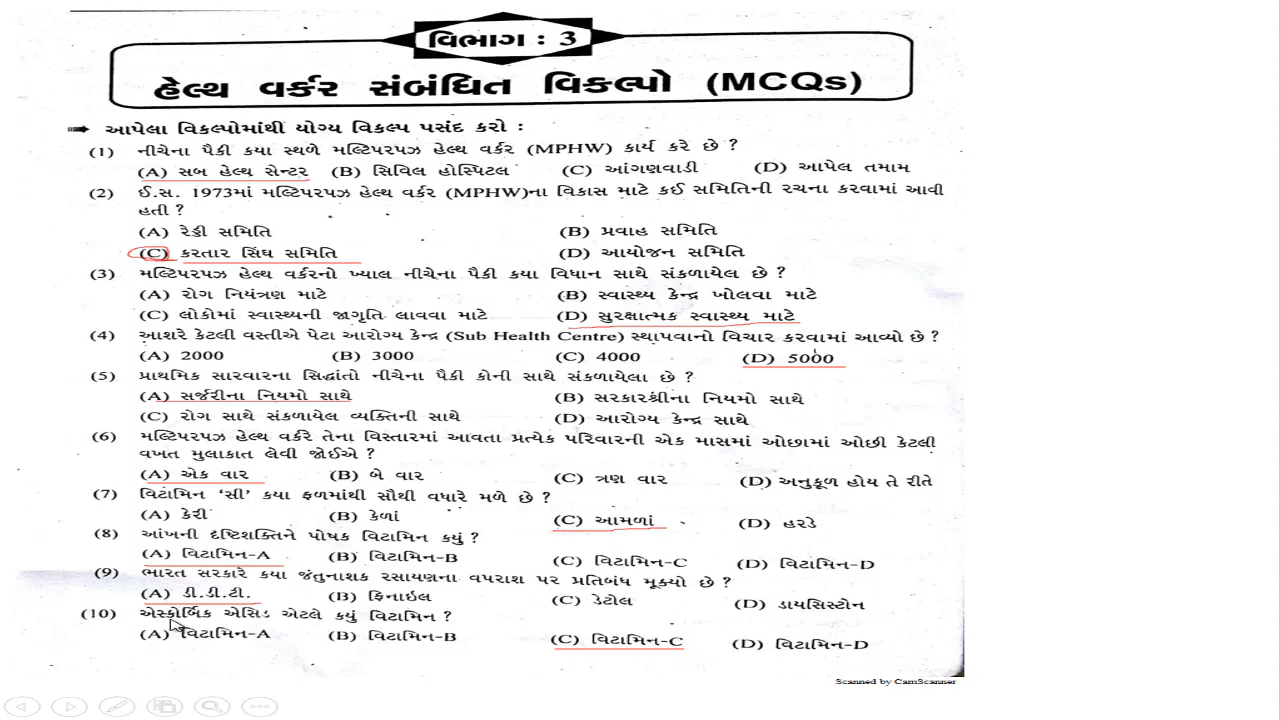 વિભાગ : 3
હેલ્થ વર્કર સંબંધિત વિકલ્પો (MCQs)
➠ આપેલા વિકલ્પોમાંથી યોગ્ય વિકલ્પ પસંદ કરો :
(1) નીચેના પૈકી કયા સ્થળે મલ્ટિપરપઝ હેલ્થ વર્કર (MPHW) કાર્ય કરે છે ?
(A) સબ હેલ્થ સેન્ટર (B) સિવિલ હોસ્પિટલ (C) આંગણવાડી (D) આપેલ તમામ
(2) ઈ.સ. 1973માં મલ્ટિપરપઝ હેલ્થ વર્કર (MPHW)ના વિકાસ માટે કઈ સમિતિની રચના કરવામાં આવી
હતી ?
(A) રેડ્ડી સમિતિ (B) પ્રવાહ સમિતિ
(C) કરતાર સિંઘ સમિતિ (D) આયોજન સમિતિ
(3) મલ્ટિપરપઝ હેલ્થ વર્કરનો ખ્યાલ નીચેના પૈકી કયા વિધાન સાથે સંકળાયેલ છે ?
(A) રોગ નિયંત્રણ માટે (B) સ્વાસ્થ્ય કેન્દ્ર ખોલવા માટે
(C) લોકોમાં સ્વાસ્થ્યની જાગૃતિ લાવવા માટે (D) સુરક્ષાત્મક સ્વાસ્થ્ય માટે
(4) આશરે કેટલી વસ્તીએ પેટા આરોગ્ય કેન્દ્ર (Sub Health Centre) સ્થાપવાનો વિચાર કરવામાં આવ્યો છે ?
(A) 2000 (B) 3000 (C) 4000 (D) 5000
(5) પ્રાથમિક સારવારના સિદ્ધાંતો નીચેના પૈકી કોની સાથે સંકળાયેલા છે ?
(A) સર્જરીના નિયમો સાથે (B) સરકારશ્રીના નિયમો સાથે
(C) રોગ સાથે સંકળાયેલ વ્યક્તિની સાથે (D) આરોગ્ય કેન્દ્ર સાથે
(6) મલ્ટિપરપઝ હેલ્થ વર્કરે તેના વિસ્તારમાં આવતા પ્રત્યેક પરિવારની એક માસમાં ઓછામાં ઓછી કેટલી
વખત મુલાકાત લેવી જોઈએ ?
(A) એક વાર (B) બે વાર (C) ત્રણ વાર (D) અનુકૂળ હોય તે રીતે
(7) વિટામિન ‘સી’ કયા ફળમાંથી સૌથી વધારે મળે છે ?
(A) કેરી (B) કેળાં (C) આમળાં (D) હરડે
(8) આંખની દૃષ્ટિશક્તિને પોષક વિટામિન કયું ?
(A) વિટામિન-A (B) વિટામિન-B (C) વિટામિન-C (D) વિટામિન-D
(9) ભારત સરકારે કયા જંતુનાશક રસાયણના વપરાશ પર પ્રતિબંધ મૂક્યો છે ?
(A) ડી.ડી.ટી. (B) ફિનાઇલ (C) ડેટોલ (D) ડાયસિસ્ટોન
(10) એસ્કોર્બિક એસિડ એટલે કયું વિટામિન ?
(A) વિટામિન-A (B) વિટામિન-B (C) વિટામિન-C (D) વિટામિન-D
Scanned by CamScanner